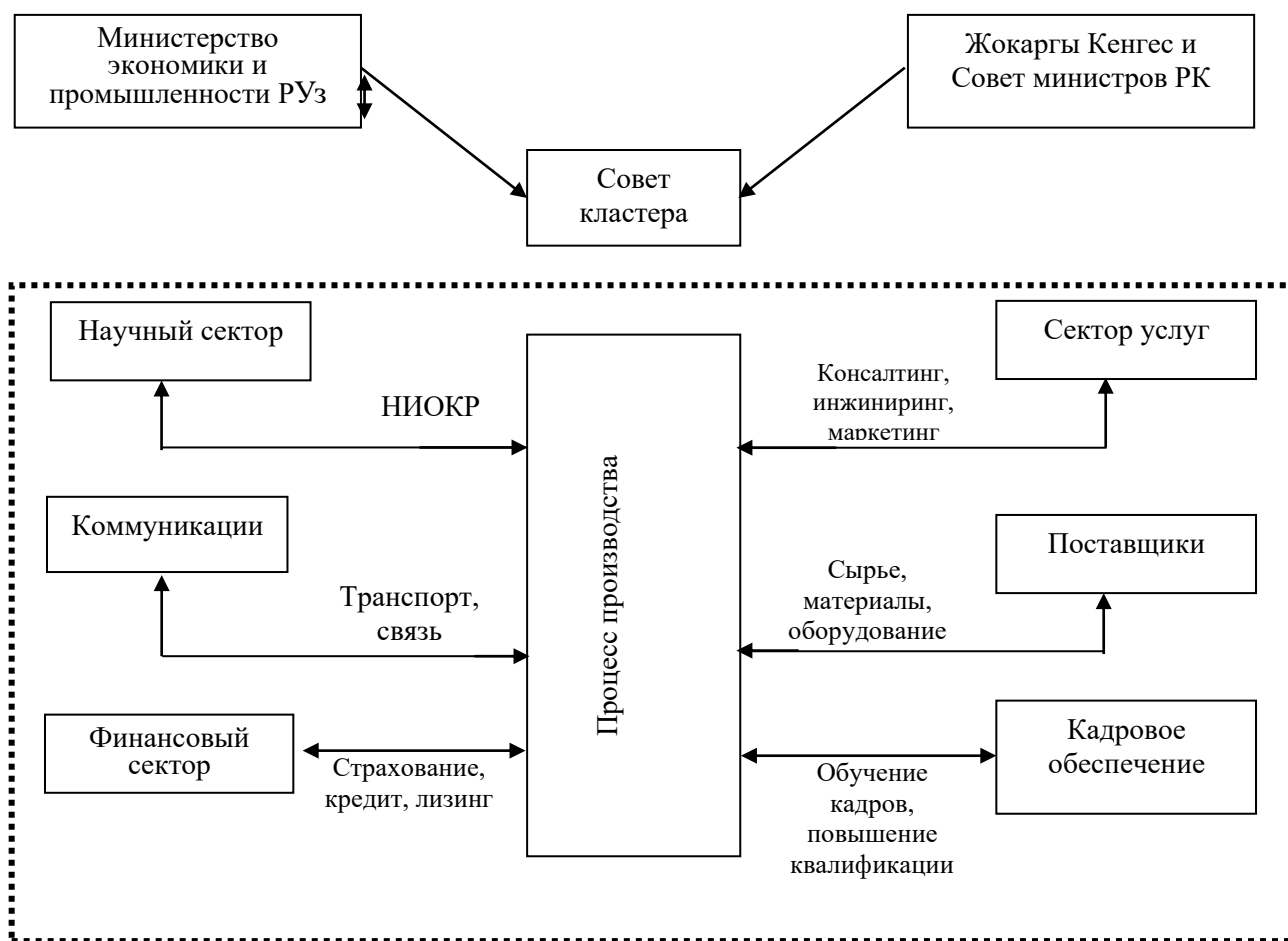 Министерство
экономики и
промышленности РУз
Жокаргы Кенгес и
Совет министров РК
Совет
кластера
Научный сектор
НИОКР
Коммуникации
Транспорт,
связь
Финансовый
сектор
Страхование,
кредит, лизинг
Процесс производства
Сектор услуг
Консалтинг,
инжиниринг,
маркетинг
Поставщики
Сырье,
материалы,
оборудование
Кадровое
обеспечение
Обучение
кадров,
повышение
квалификации